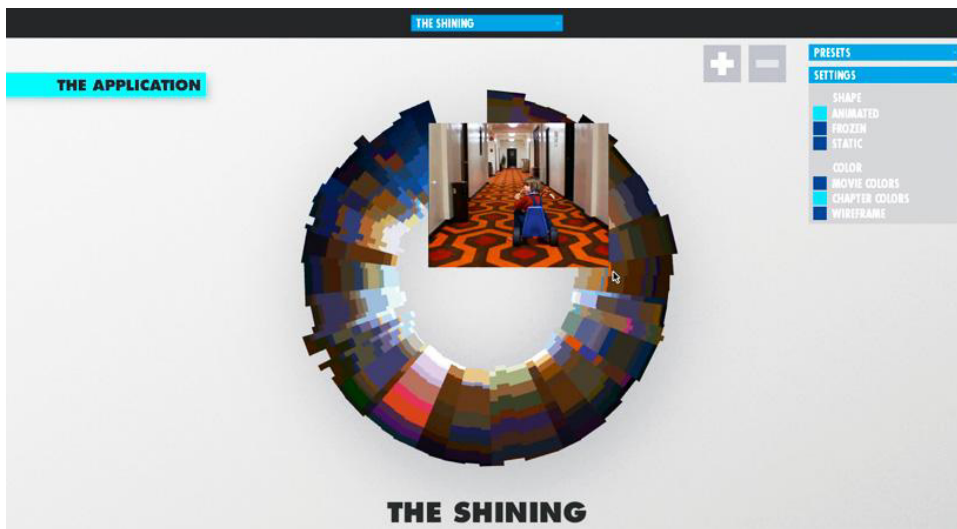 THE SHINING
THE APPLICATION
PRESETS
SETTINGS
SHAPE
ANIMATED
FROZEN
STATIC
COLOR
MOVIE COLORS
CHAPTER COLORS
WIREFRAME
THE SHINING